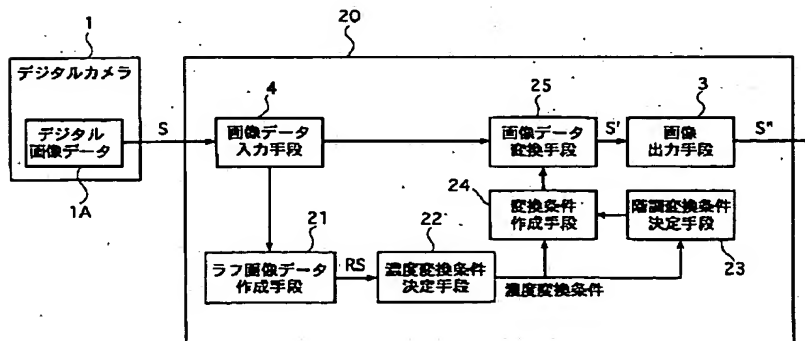 1
20
デジタルカメラ
4
25
3
デジタル
画像データ
S
画像データ
入力手段
画像データ
変換手段
S'
画像
出力手段
S"
1A
24
変換条件
作成手段
階調変換条件
決定手段
21
22
23
ラフ画像データ
作成手段
RS
濃度変換条件
決定手段
濃度変換条件